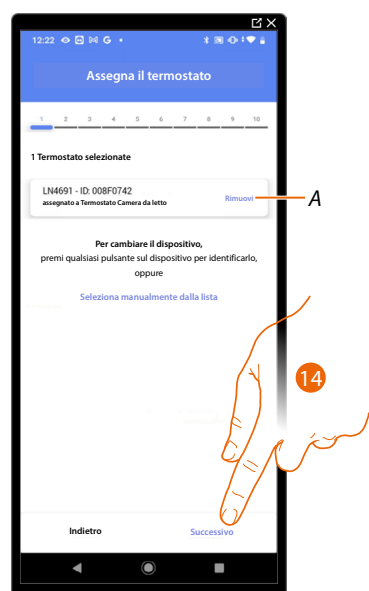 12:22 G
Assegna il termostato
1 2 3 4 5 6 7 8 9 10
1 Termostato selezionate
LN4691 - ID: 008F0742
assegnato a Termostato Camera da letto
Rimuovi
A
Per cambiare il dispositivo,
premi qualsiasi pulsante sul dispositivo per identificarlo,
oppure
Seleziona manualmente dalla lista
14
Indietro Successivo